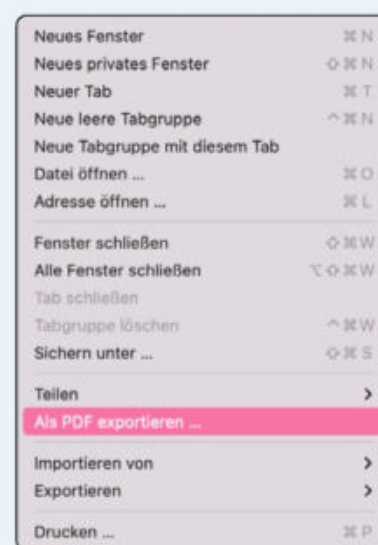 Neues Fenster ⌘ N
Neues privates Fenster ⇧ ⌘ N
Neuer Tab ⌘ T
Neue leere Tabgruppe ^ ⌘ N
Neue Tabgruppe mit diesem Tab
Datei öffnen ... ⌘ O
Adresse öffnen ... ⌘ L
Fenster schließen ⇧ ⌘ W
Alle Fenster schließen ⌥ ⇧ ⌘ W
Tab schließen
Tabgruppe löschen ^ ⌘ W
Sichern unter ... ⇧ ⌘ S
Teilen >
Als PDF exportieren ...
Importieren von >
Exportieren >
Drucken ... ⌘ P